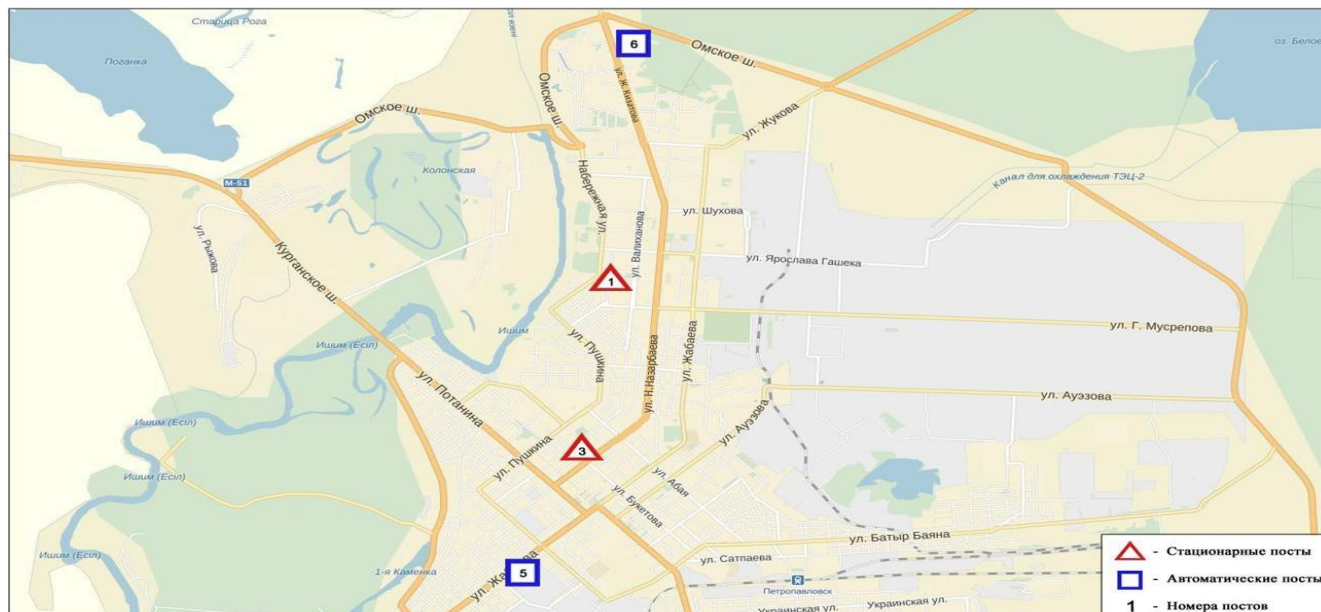 Старица Рога
Поганка
6
Омское ш.
оз. Белое
ул. Ж. Кизатова
Омское ш.
Омское ш.
ул. Жукова
Колонская
М-51
Канал для охлаждения ТЭЦ-2
Набережная ул.
ул. Шухова
ул. Рыжова
ул. Валиханова
Курганское ш.
ул. Ярослава Гашека
1
Ишим
ул. Г. Мусрепова
Ишим (Есіл)
ул. Пушкина
ул. Жабаева
ул. Н.Назарбаева
ул. Потанина
ул. Ауэзова
ул. Ауэзова
Ишим (Есіл)
3
ул. Пушкина
Ишим (Есіл)
ул. Абая
ул. Букетова
ул. Батыр Баяна
Ишим (Есіл)
ул. Сатпаева
1-я Каменка
5
Петропавловск
Украинская ул.
Украинская ул.
- Стационарные посты
- Автоматические посты
1 - Номера постов